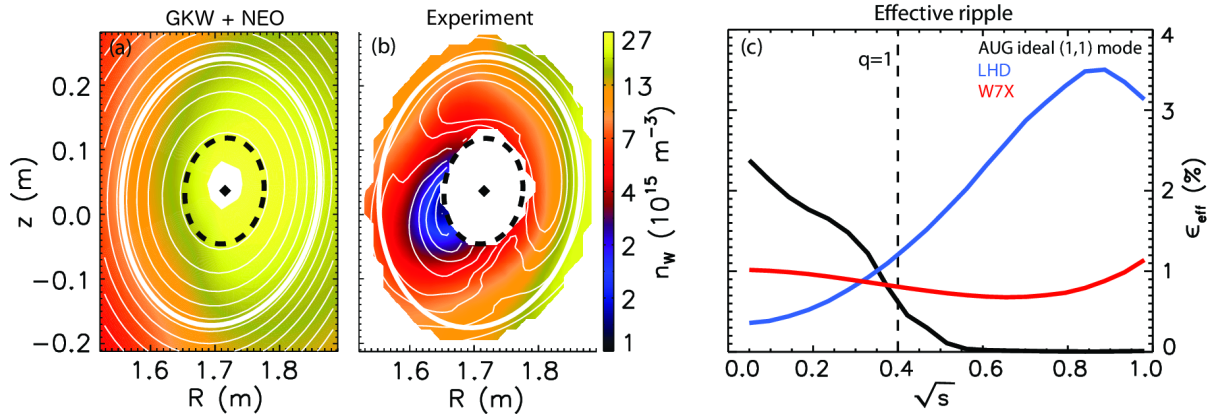 GKW + NEO
Experiment
Effective ripple
(a)
(b)
(c)
0.2
0.1
0.0
−0.1
−0.2
z (m)
1.6 1.7 1.8
R (m)
1.6 1.7 1.8
R (m)
27
13
7
4
2
2
1
n_W (10^15 m^−3)
AUG ideal (1,1) mode
LHD
W7X
q=1
4
3
2
1
0
ϵ_eff (%)
0.0 0.2 0.4 0.6 0.8 1.0
√s